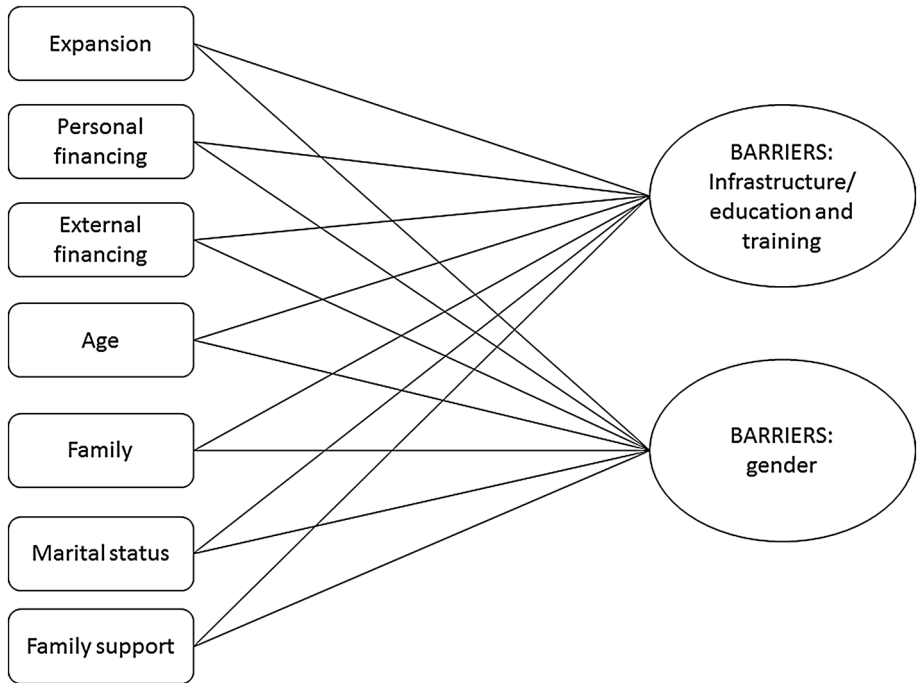 Expansion
Personal
financing
External
financing
Age
Family
Marital status
Family support
BARRIERS:
Infrastructure/
education and
training
BARRIERS:
gender